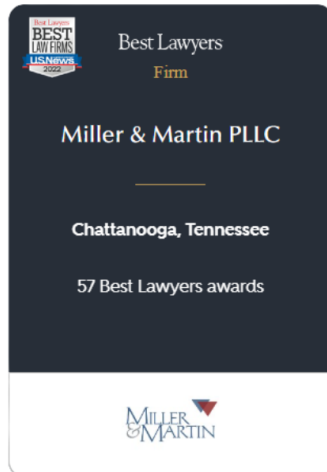 Best Lawyers
BEST
LAW FIRMS
U.S.News
2022
Best Lawyers
Firm
Miller & Martin PLLC
Chattanooga, Tennessee
57 Best Lawyers awards
MILLER
& MARTIN